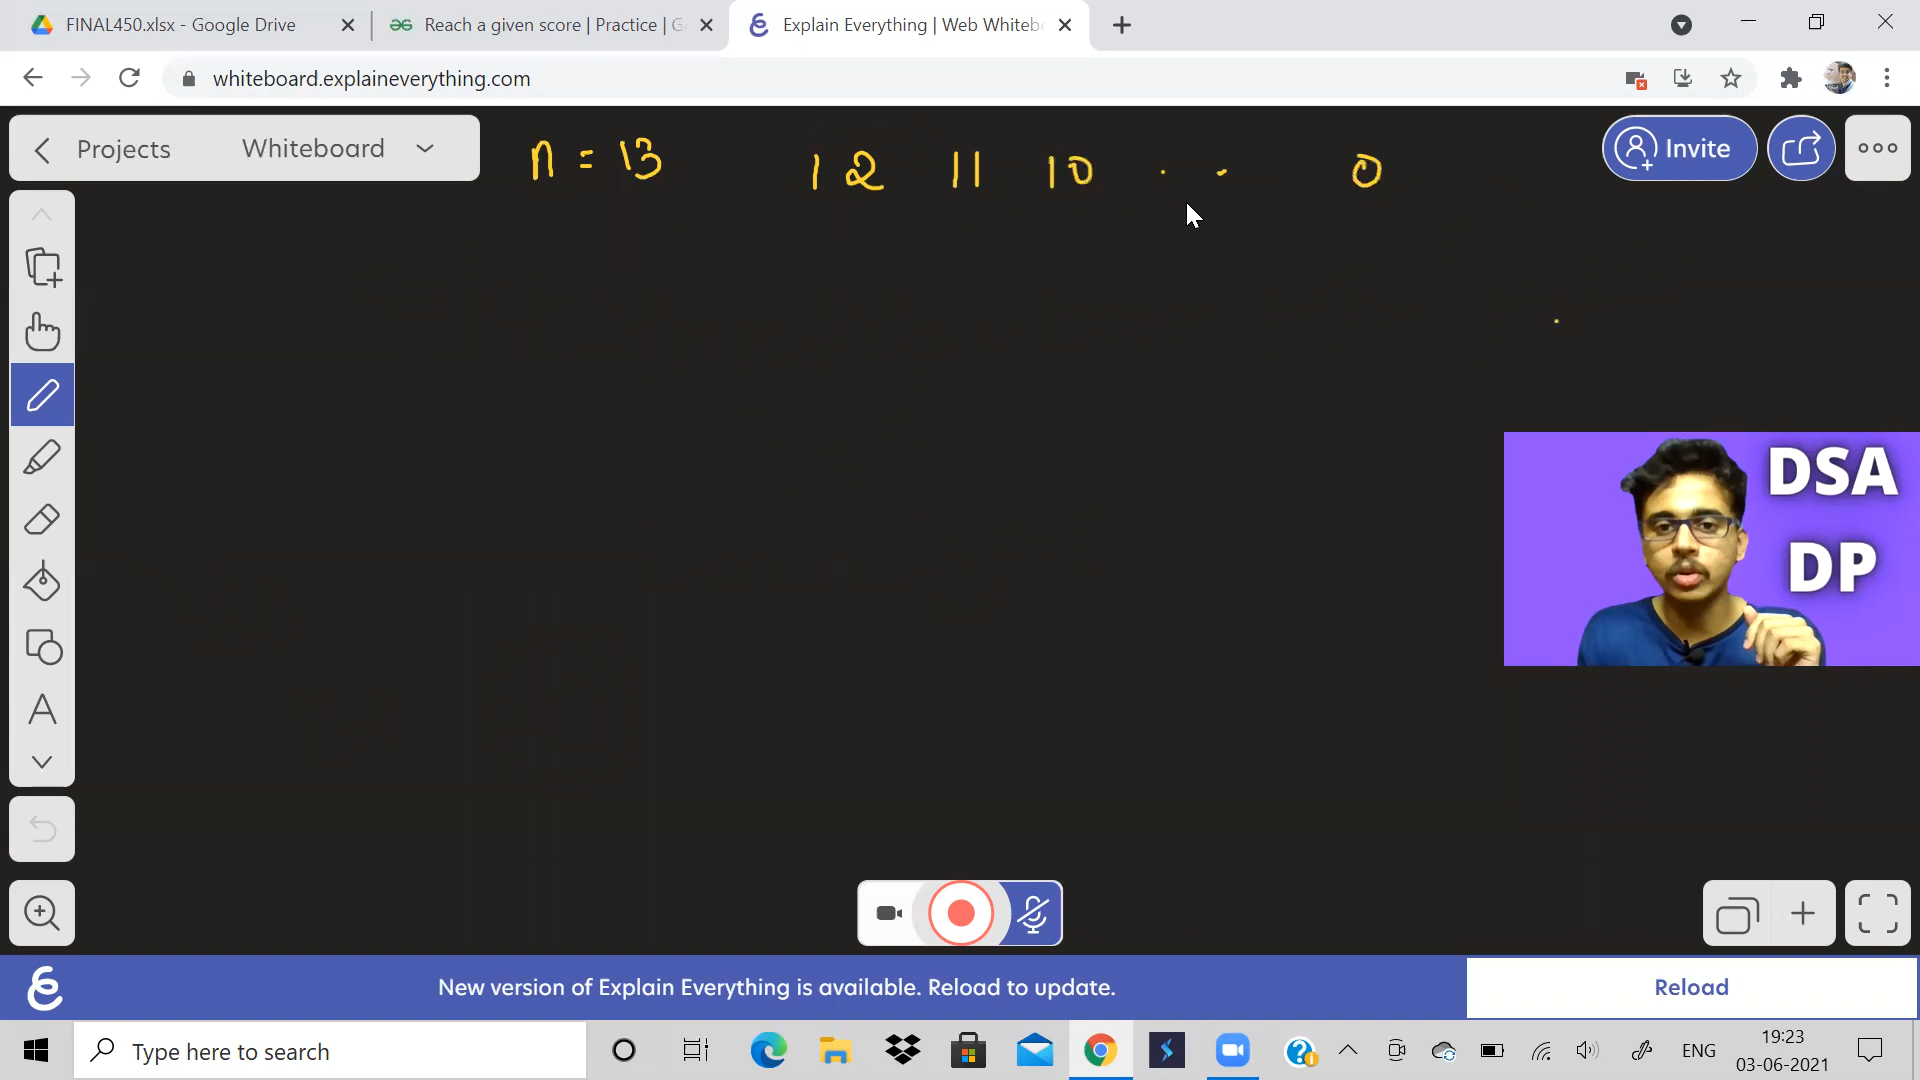 FINAL450.xlsx - Google Drive
Reach a given score | Practice | G
Explain Everything | Web Whitebo
whiteboard.explaineverything.com
Projects Whiteboard
n = 13 12 11 10 . . 0
Invite
DSA
DP
A
New version of Explain Everything is available. Reload to update.
Reload
Type here to search
ENG
19:23
03-06-2021